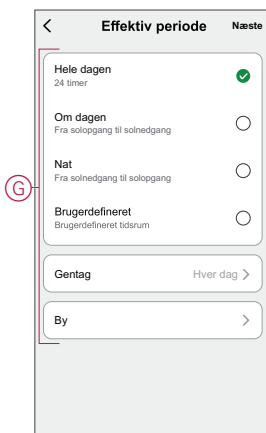 Effektiv periode Næste
Hele dagen
24 timer
Om dagen
Fra solopgang til solnedgang
Nat
Fra solnedgang til solopgang
G
Brugerdefineret
Brugerdefineret tidsrum
Gentag Hver dag
By